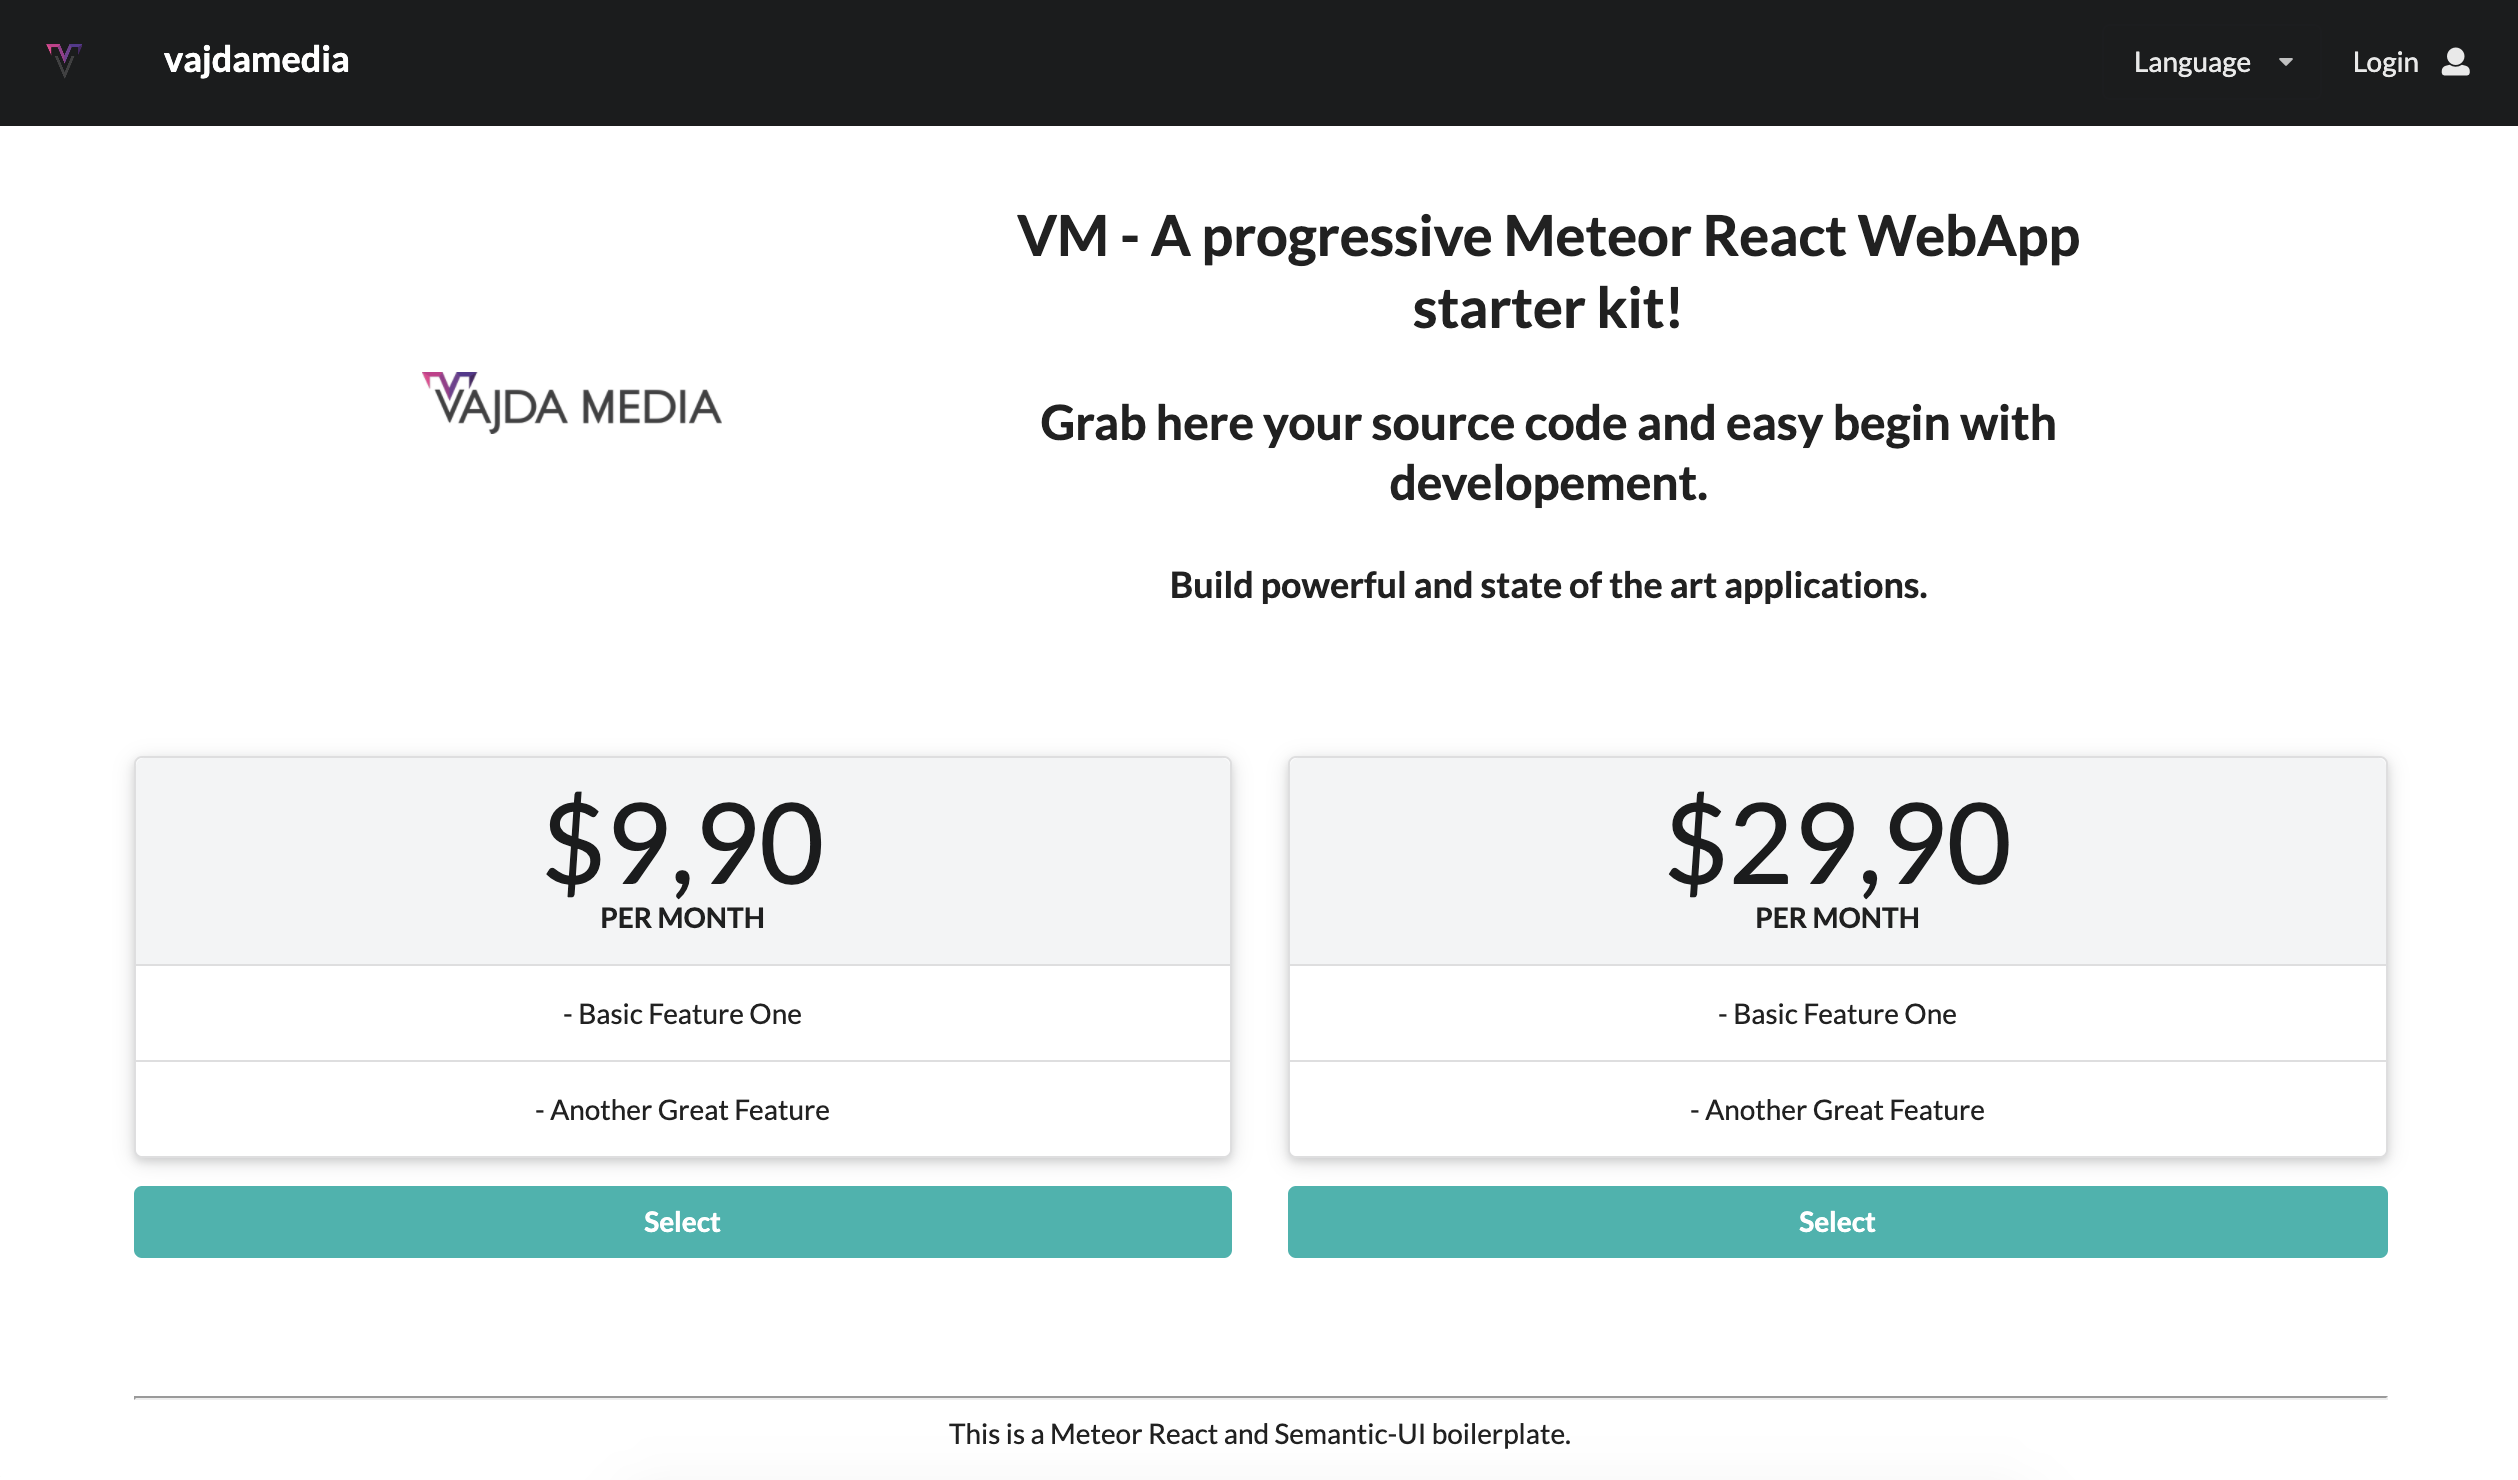 vajdamedia
Language
Login
VM - A progressive Meteor React WebApp
starter kit!
VAJDA MEDIA
Grab here your source code and easy begin with
developement.
Build powerful and state of the art applications.
$9,90
PER MONTH
- Basic Feature One
- Another Great Feature
Select
$29,90
PER MONTH
- Basic Feature One
- Another Great Feature
Select
This is a Meteor React and Semantic-UI boilerplate.